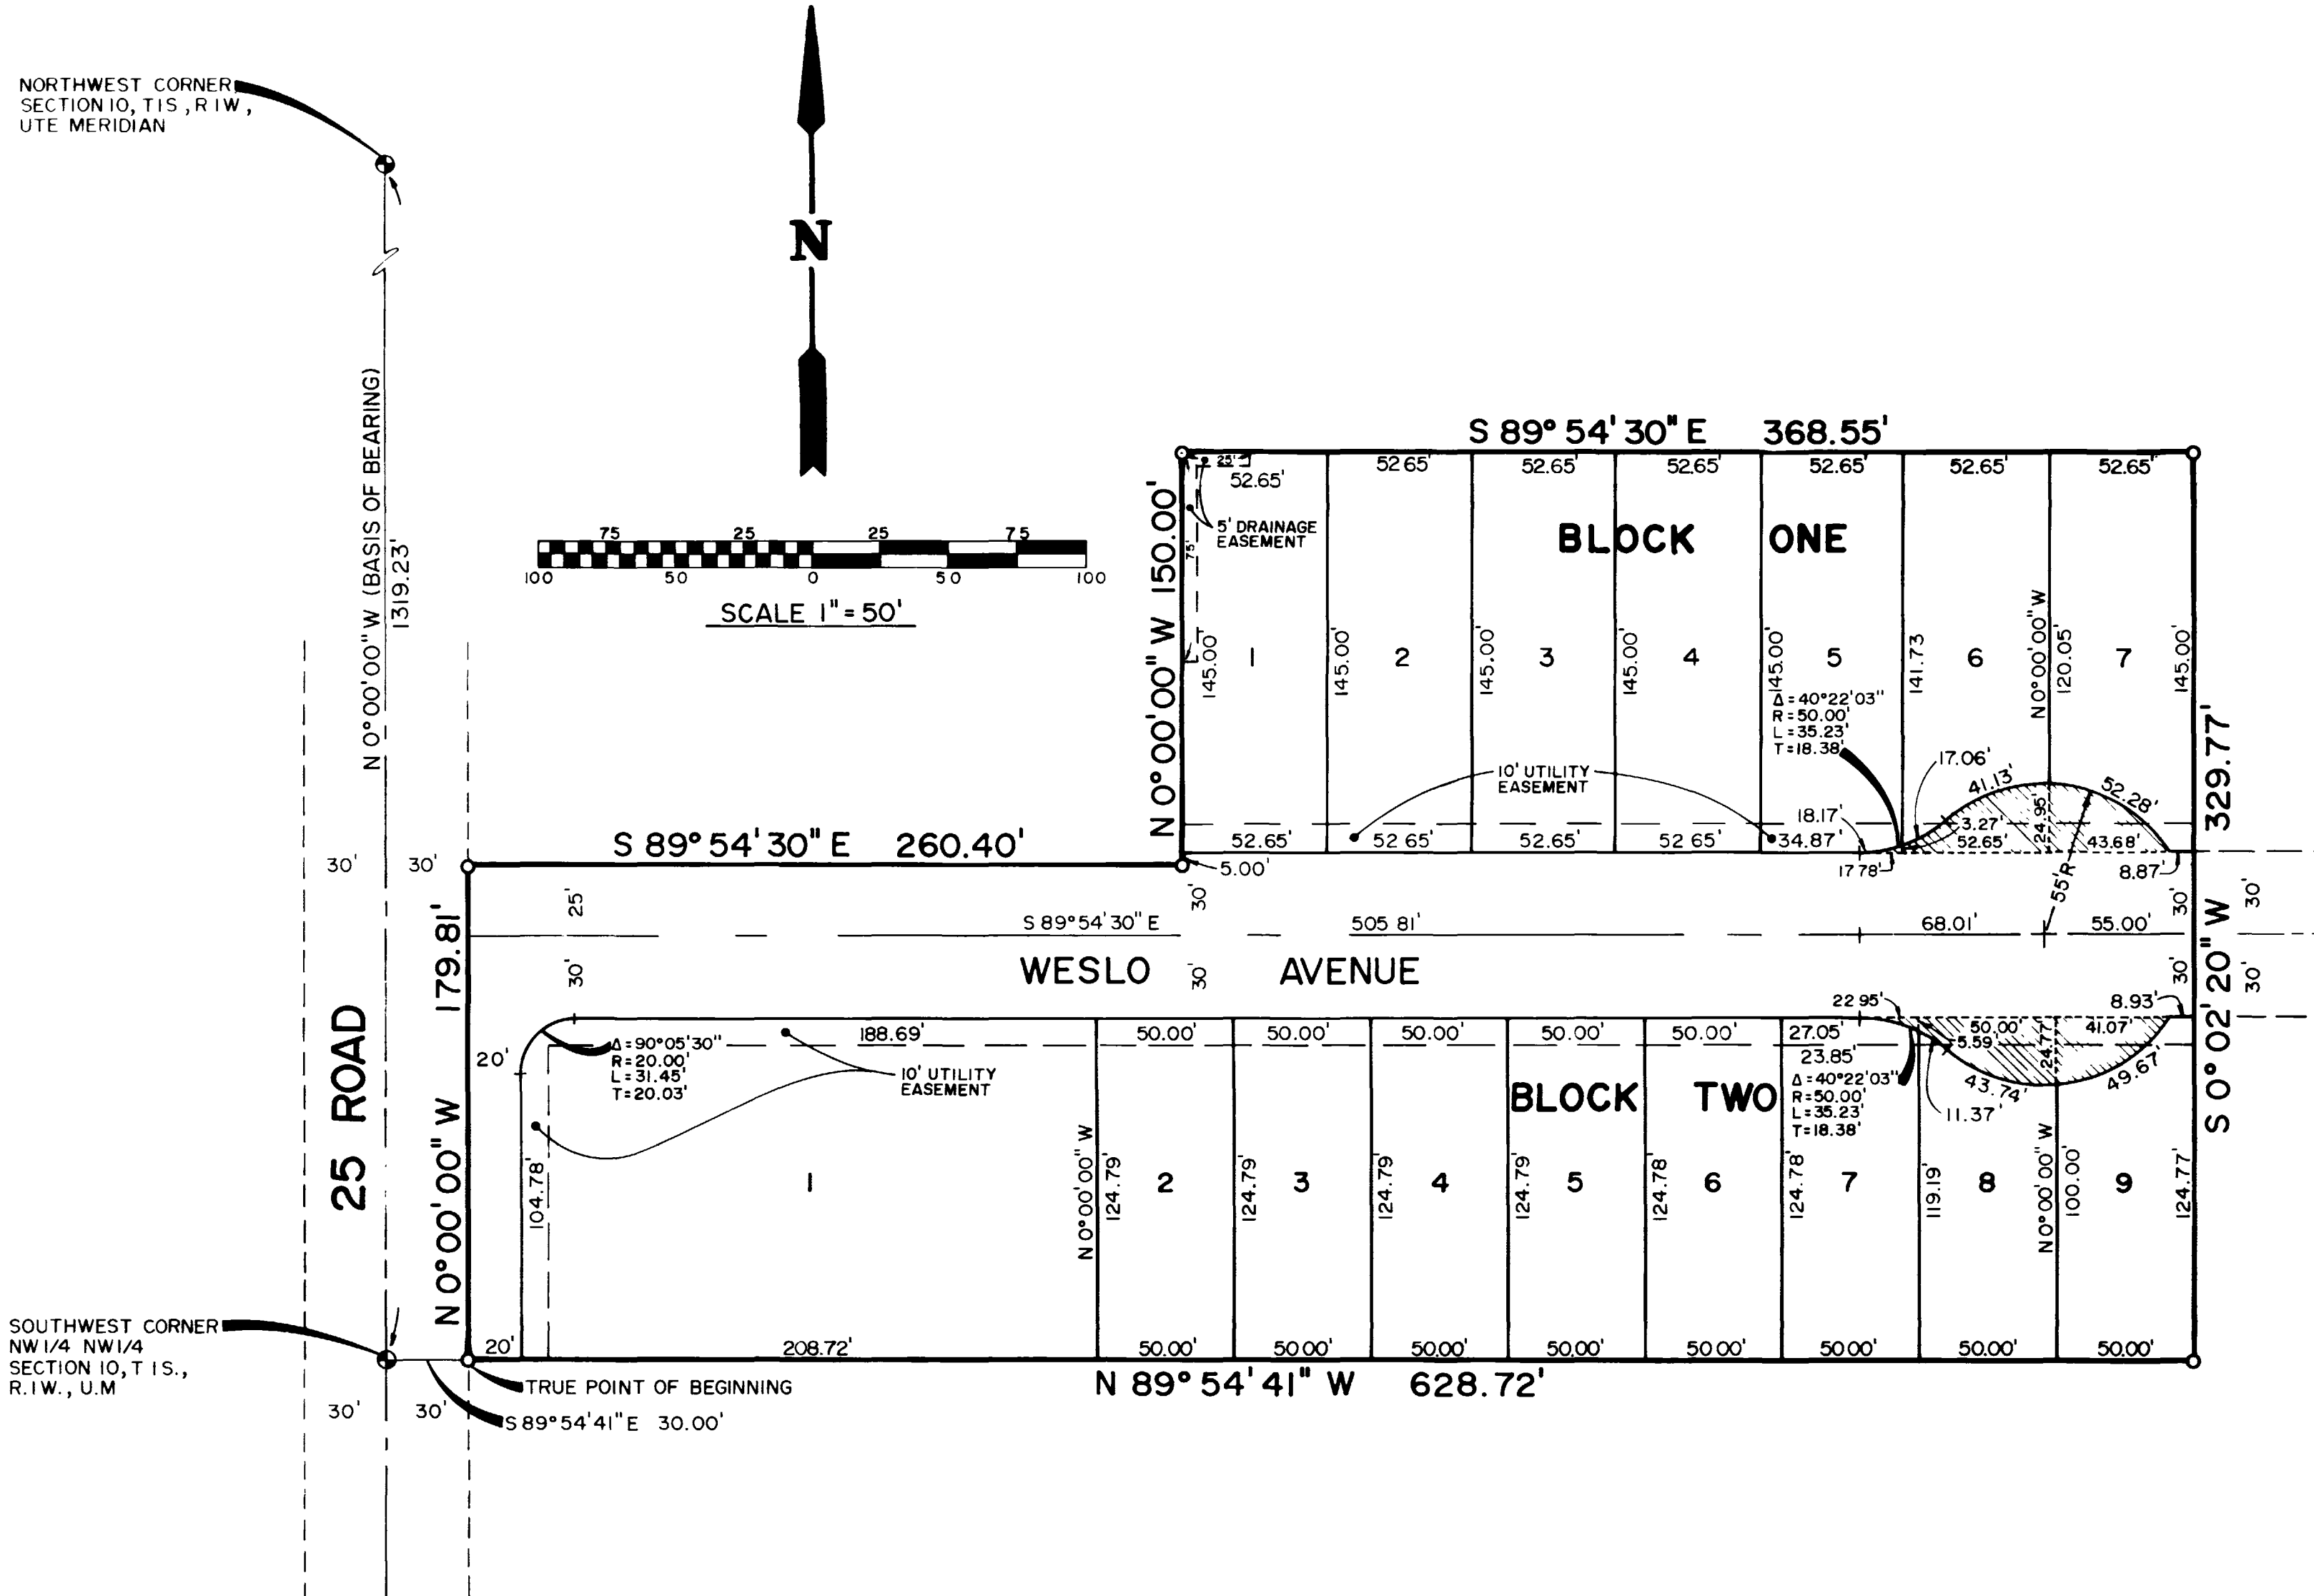 NORTHWEST CORNER
SECTION 10, T1S, R1W,
UTE MERIDIAN
N 0° 00' 00" W (BASIS OF BEARING)
1319.23'
N
75 25 25 75
100 50 0 50 100
SCALE 1" = 50'
S 89° 54' 30" E 368.55'
25'
52.65'
52 65'
52.65'
52.65'
52.65'
52.65'
52.65'
5' DRAINAGE
EASEMENT
75'
BLOCK ONE
N 0° 00' 00" W 150.00'
145.00'
1
145.00'
2
145.00'
3
145.00'
4
145.00'
5
141.73
6
N 0° 00' 00" W
120.05'
7
145.00'
Δ = 40° 22' 03"
R = 50.00'
L = 35.23'
T = 18.38'
10' UTILITY
EASEMENT
17.06'
41.13'
52.28'
18.17'
3.27'
24.95'
52.65'
52 65'
52.65'
52.65'
34.87'
52.65'
43.68'
17 78'
8.87'
55' R
329.77'
S 0° 02' 20" W
S 89° 54' 30" E 260.40'
5.00'
30' 30'
25'
30'
30' 30'
179.81'
S 89° 54' 30" E 505 81'
68.01'
55.00'
WESLO AVENUE
30'
30'
30' 30'
25 ROAD
N 0° 00' 00" W
20'
Δ = 90° 05' 30"
R = 20.00'
L = 31.45'
T = 20.03'
188.69'
50.00'
50.00'
50.00'
50.00'
50.00'
27.05'
22 95'
50.00'
41.07'
8.93'
5.59'
24.77'
23.85'
10' UTILITY
EASEMENT
BLOCK TWO
Δ = 40° 22' 03"
R = 50.00'
L = 35.23'
T = 18.38'
43.74'
49.67'
11.37'
104.78'
1
N 0° 00' 00" W
124.79'
2
124.79'
3
124.79'
4
124.79'
5
124.78'
6
124.78'
7
119.19'
8
N 0° 00' 00" W
100.00'
9
124.77'
SOUTHWEST CORNER
NW 1/4 NW 1/4
SECTION 10, T 1 S.,
R. 1 W., U.M
20'
208.72'
50.00'
50.00'
50.00'
50.00'
50 00'
50.00'
50.00'
50.00'
N 89° 54' 41" W 628.72'
TRUE POINT OF BEGINNING
30' 30'
S 89° 54' 41" E 30.00'